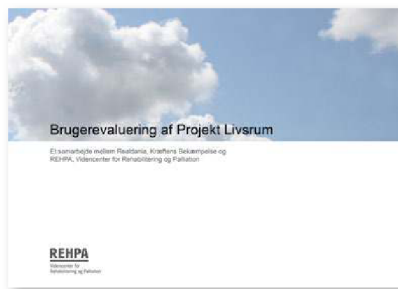 Brugerevaluering af Projekt Livsrum
Et samarbejde mellem Realdania, Kræftens Bekæmpelse og
REHPA, Videncenter for Rehabilitering og Palliation
REHPA
Videncenter for
Rehabilitering og Palliation